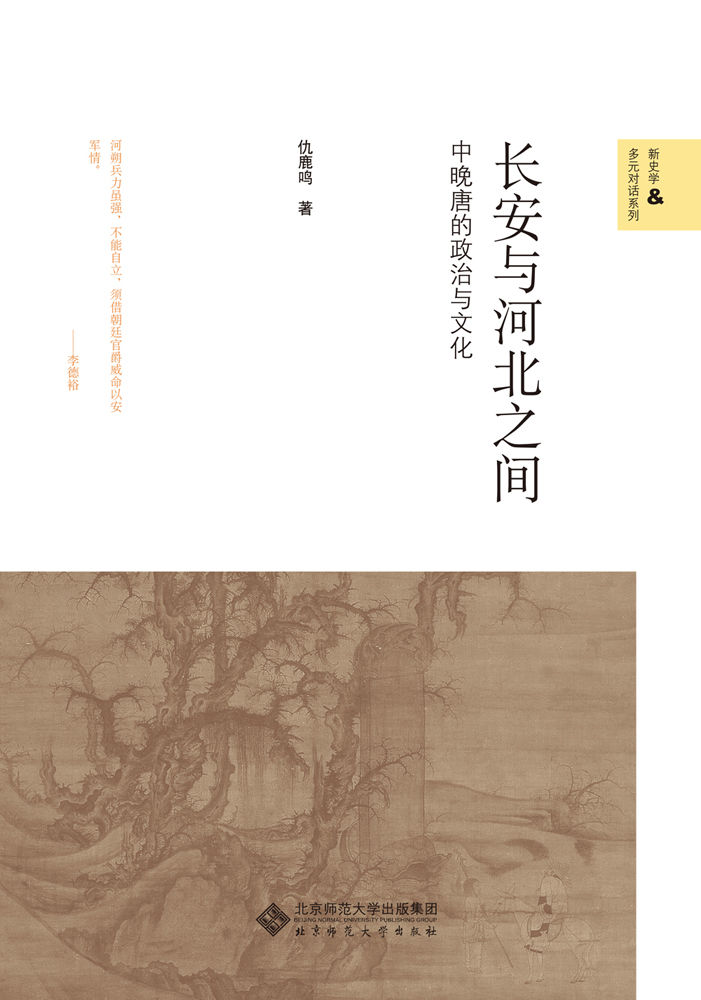 新史学&
多元对话系列
长安与河北之间
中晚唐的政治与文化
仇鹿鸣 著
河朔兵力虽强，不能自立，须借朝廷官爵威命以安
军情。
——李德裕
北京师范大学出版集团
BEIJING NORMAL UNIVERSITY PUBLISHING GROUP
北京师范大学出版社